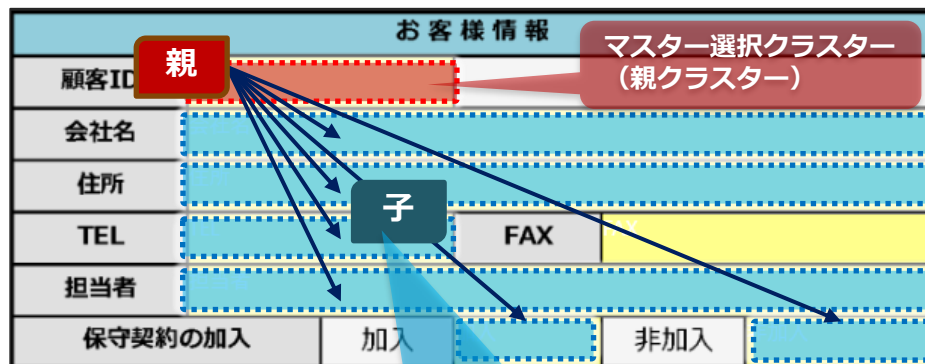 お客様情報
親
マスター選択クラスター
（親クラスター）
顧客ID
会社名
住所
子
TEL
FAX
担当者
保守契約の加入
加入
非加入